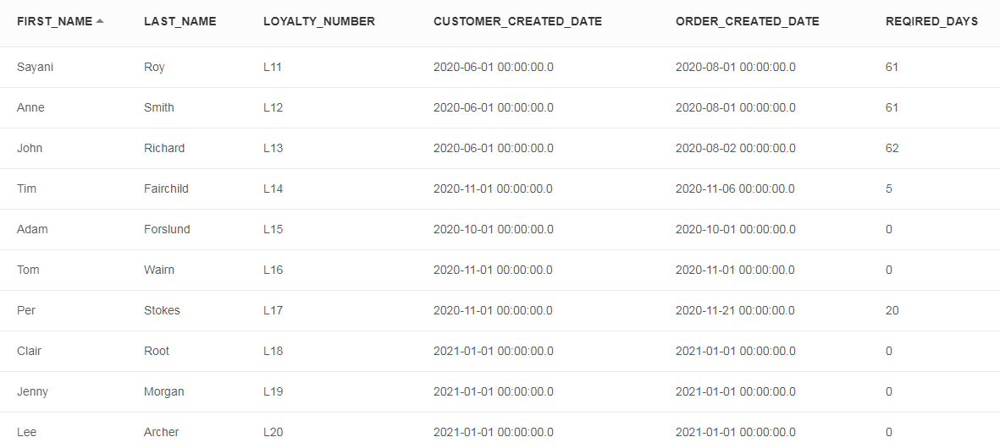 FIRST_NAME LAST_NAME LOYALTY_NUMBER CUSTOMER_CREATED_DATE ORDER_CREATED_DATE REQIRED_DAYS
Sayani Roy L11 2020-06-01 00:00:00.0 2020-08-01 00:00:00.0 61
Anne Smith L12 2020-06-01 00:00:00.0 2020-08-01 00:00:00.0 61
John Richard L13 2020-06-01 00:00:00.0 2020-08-02 00:00:00.0 62
Tim Fairchild L14 2020-11-01 00:00:00.0 2020-11-06 00:00:00.0 5
Adam Forslund L15 2020-10-01 00:00:00.0 2020-10-01 00:00:00.0 0
Tom Wairn L16 2020-11-01 00:00:00.0 2020-11-01 00:00:00.0 0
Per Stokes L17 2020-11-01 00:00:00.0 2020-11-21 00:00:00.0 20
Clair Root L18 2021-01-01 00:00:00.0 2021-01-01 00:00:00.0 0
Jenny Morgan L19 2021-01-01 00:00:00.0 2021-01-01 00:00:00.0 0
Lee Archer L20 2021-01-01 00:00:00.0 2021-01-01 00:00:00.0 0